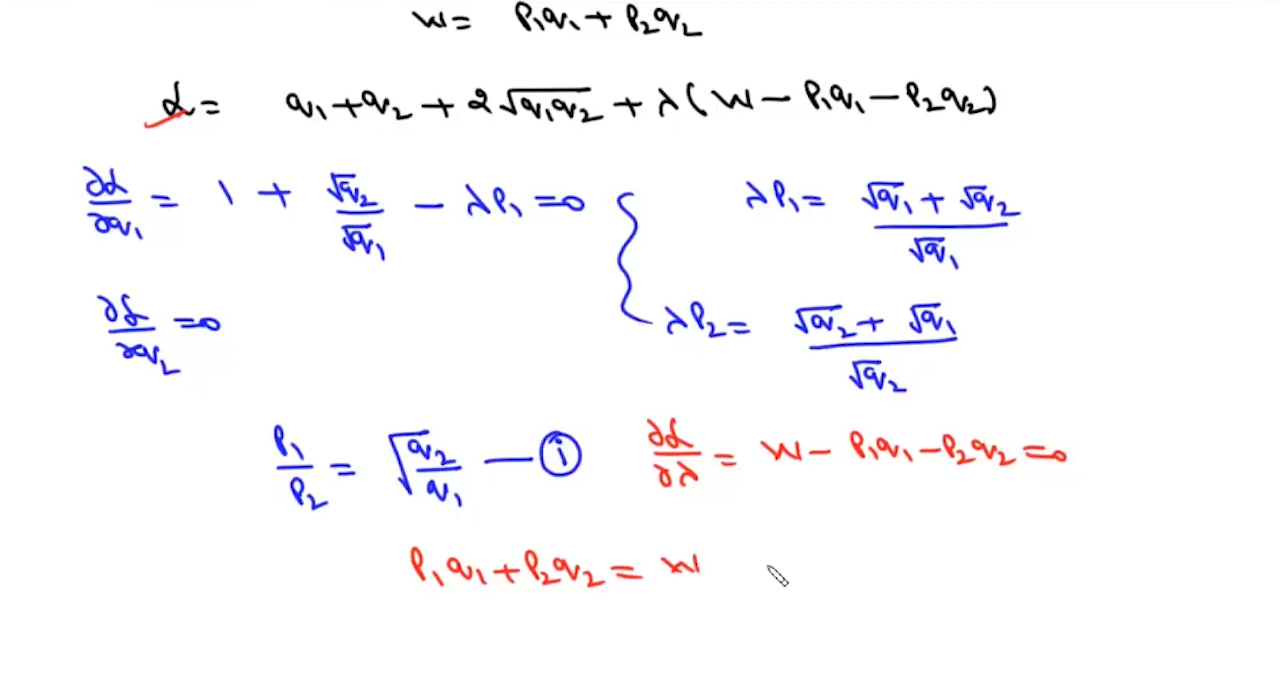 w = P₁q₁ + P₂q₂
ℒ = q₁ + q₂ + 2√q₁q₂ + λ(w − P₁q₁ − P₂q₂)
∂ℒ/∂q₁ = 1 + √q₂/√q₁ − λP₁ = 0 { λP₁ = (√q₁ + √q₂)/√q₁
∂ℒ/∂q₂ = 0 λP₂ = (√q₂ + √q₁)/√q₂
P₁/P₂ = √(q₂/q₁) — ⓘ ∂ℒ/∂λ = w − P₁q₁ − P₂q₂ = 0
P₁q₁ + P₂q₂ = w